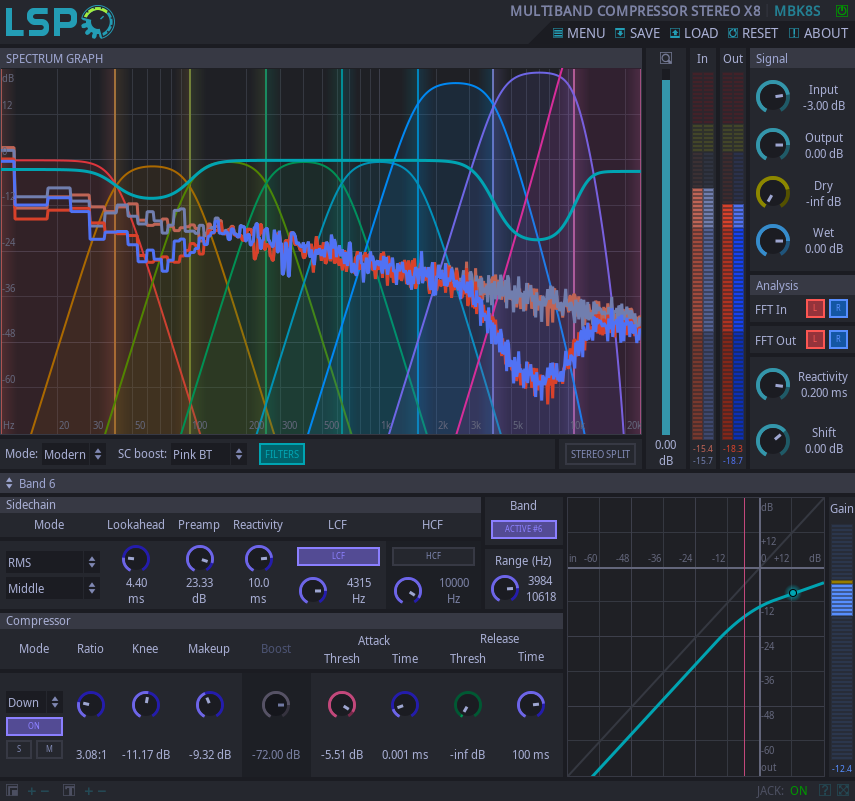 LSP
MULTIBAND COMPRESSOR STEREO X8 MBK8S
MENU SAVE LOAD RESET ABOUT
SPECTRUM GRAPH
In Out
Signal
dB
12
0
-12
-24
-36
-48
-60
Hz 20 30 50 100 200 300 500 1k 2k 3k 5k 10k 20k
Input
-3.00 dB
Output
0.00 dB
Dry
-inf dB
Wet
0.00 dB
Analysis
FFT In L R
FFT Out L R
Reactivity
0.200 ms
Shift
0.00 dB
0.00
dB
-15.4 -18.3
-15.7 -18.7
Mode: Modern SC boost: Pink BT FILTERS STEREO SPLIT
Band 6
Sidechain
Mode Lookahead Preamp Reactivity LCF HCF
RMS
Middle
4.40
ms
23.33
dB
10.0
ms
LCF
4315
Hz
HCF
10000
Hz
Band
ACTIVE #6
Range (Hz)
3984
10618
Compressor
Mode Ratio Knee Makeup Boost
Attack
Thresh Time
Release
Thresh Time
Down
ON
S M
3.08:1 -11.17 dB -9.32 dB -72.00 dB -5.51 dB 0.001 ms -inf dB 100 ms
dB
+12
in -60 -48 -36 -24 -12 0 +12 dB
-12
-24
-36
-48
-60
out
Gain
-12.4
JACK: ON